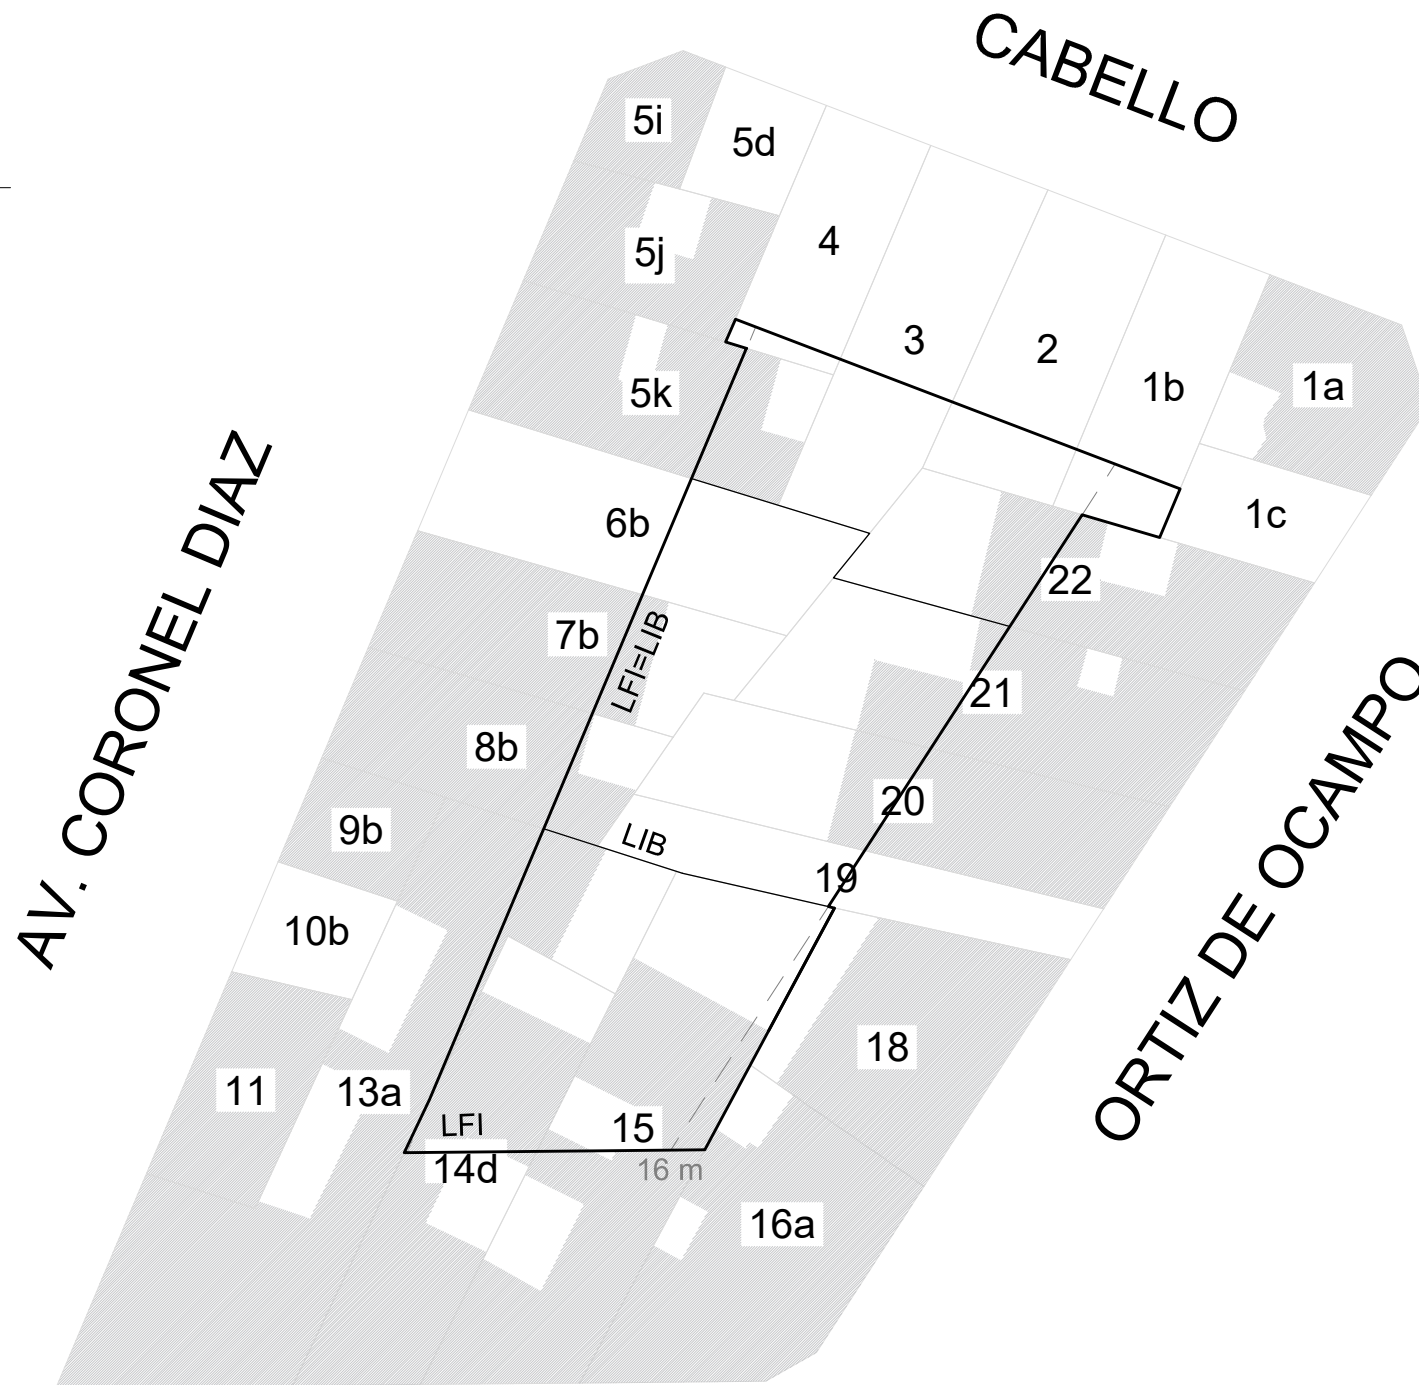 CABELLO
5i
5d
4
5j
3
2
1b
1a
5k
6b
1c
22
7b
LFI=LIB
21
8b
20
9b
LIB
19
10b
18
11
13a
LFI
15
14d
16 m
16a
AV. CORONEL DIAZ
ORTIZ DE OCAMPO